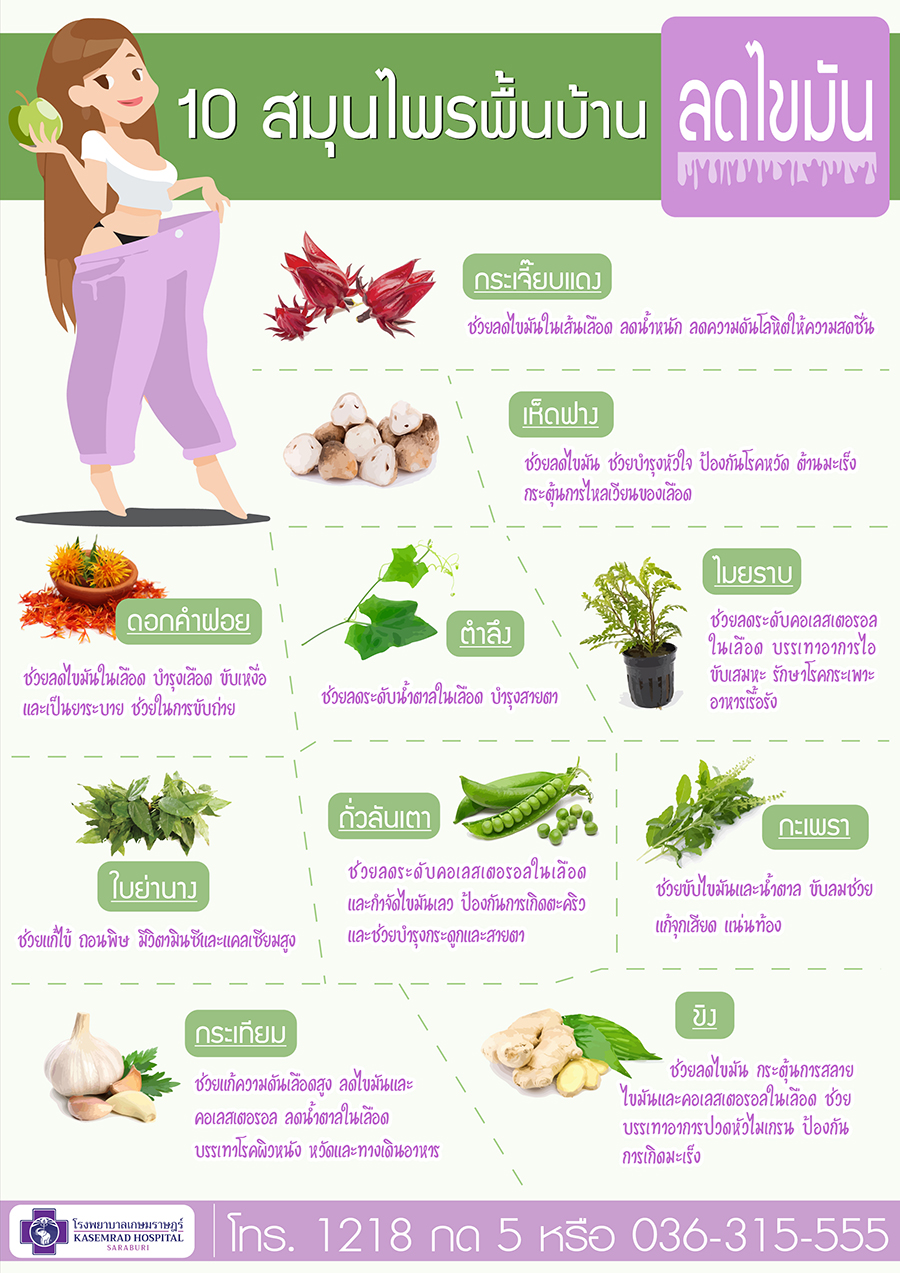 10 สมุนไพรพื้นบ้าน
ลดไขมัน
กระเจี๊ยบแดง
ช่วยลดไขมันในเส้นเลือด ลดน้ำหนัก ลดความดันโลหิตให้ความสดชื่น
เห็ดฟาง
ช่วยลดไขมัน ช่วยบำรุงหัวใจ ป้องกันโรคหวัด ต้านมะเร็ง
กระตุ้นการไหลเวียนของเลือด
ดอกคำฝอย
ช่วยลดไขมันในเลือด บำรุงเลือด ขับเหงื่อ
และเป็นยาระบาย ช่วยในการขับถ่าย
ตำลึง
ช่วยลดระดับน้ำตาลในเลือด บำรุงสายตา
ไมยราบ
ช่วยลดระดับคอเลสเตอรอล
ในเลือด บรรเทาอาการไอ
ขับเสมหะ รักษาโรคกระเพาะ
อาหารเรื้อรัง
ใบย่านาง
ช่วยแก้ไข้ ถอนพิษ มีวิตามินซีและแคลเซียมสูง
ถั่วลันเตา
ช่วยลดระดับคอเลสเตอรอลในเลือด
และกำจัดไขมันเลว ป้องกันการเกิดตะคริว
และช่วยบำรุงกระดูกและสายตา
กะเพรา
ช่วยขับไขมันและน้ำตาล ขับลมช่วย
แก้จุกเสียด แน่นท้อง
กระเทียม
ช่วยแก้ความดันเลือดสูง ลดไขมันและ
คอเลสเตอรอล ลดน้ำตาลในเลือด
บรรเทาโรคผิวหนัง หวัดและทางเดินอาหาร
ขิง
ช่วยลดไขมัน กระตุ้นการสลาย
ไขมันและคอเลสเตอรอลในเลือด ช่วย
บรรเทาอาการปวดหัวไมเกรน ป้องกัน
การเกิดมะเร็ง
โรงพยาบาลเกษมราษฎร์
KASEMRAD HOSPITAL
SARABURI
โทร. 1218 กด 5 หรือ 036-315-555